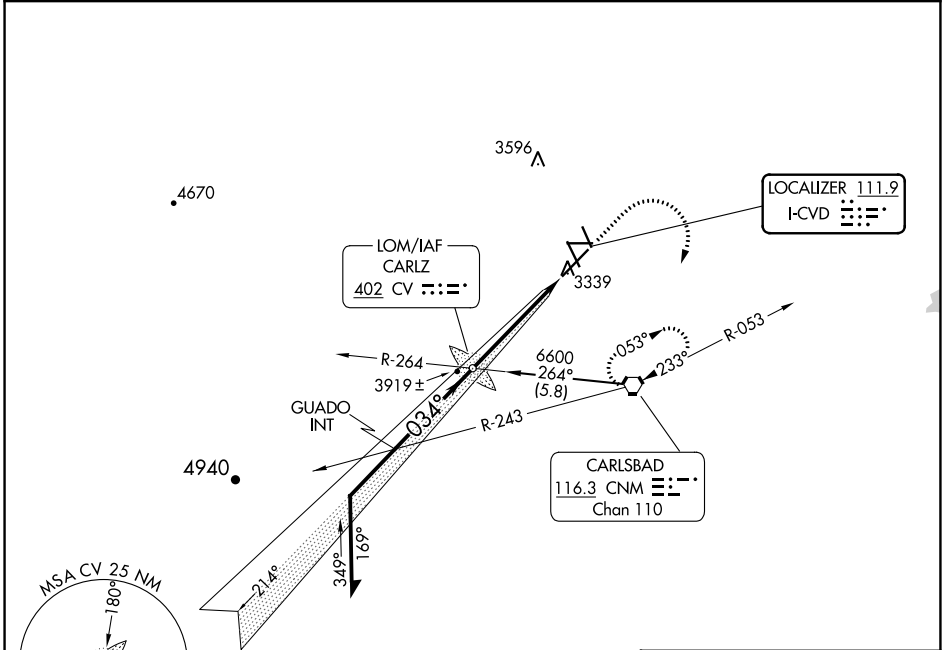 3596
4670
LOCALIZER 111.9
I-CVD
LOM/IAF
CARLZ
402 CV
3339
R-053
053°
233°
R-264
6600
264°
(5.8)
3919 ±
034°
GUADO
INT
R-243
4940
CARLSBAD
116.3 CNM
Chan 110
349°
169°
214°
MSA CV 25 NM
180°